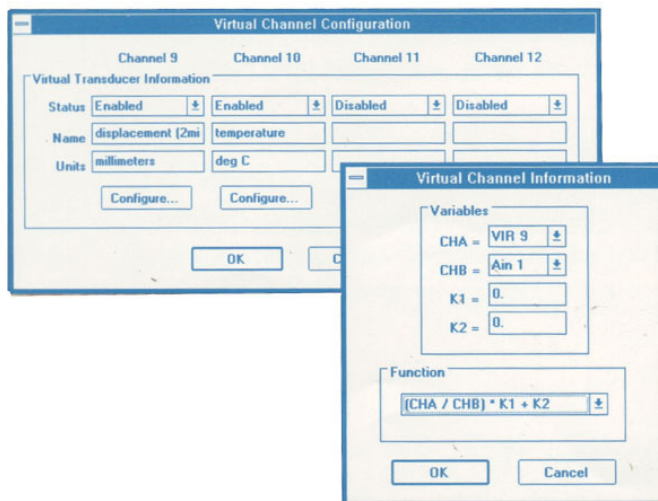 Virtual Channel Configuration
Channel 9 Channel 10 Channel 11 Channel 12
Virtual Transducer Information
Status Enabled Enabled Disabled Disabled
Name displacement (2mi temperature
Units millimeters deg C
Configure... Configure...
OK
Virtual Channel Information
Variables
CHA = VIR 9
CHB = Ain 1
K1 = 0.
K2 = 0.
Function
(CHA / CHB) * K1 + K2
OK Cancel